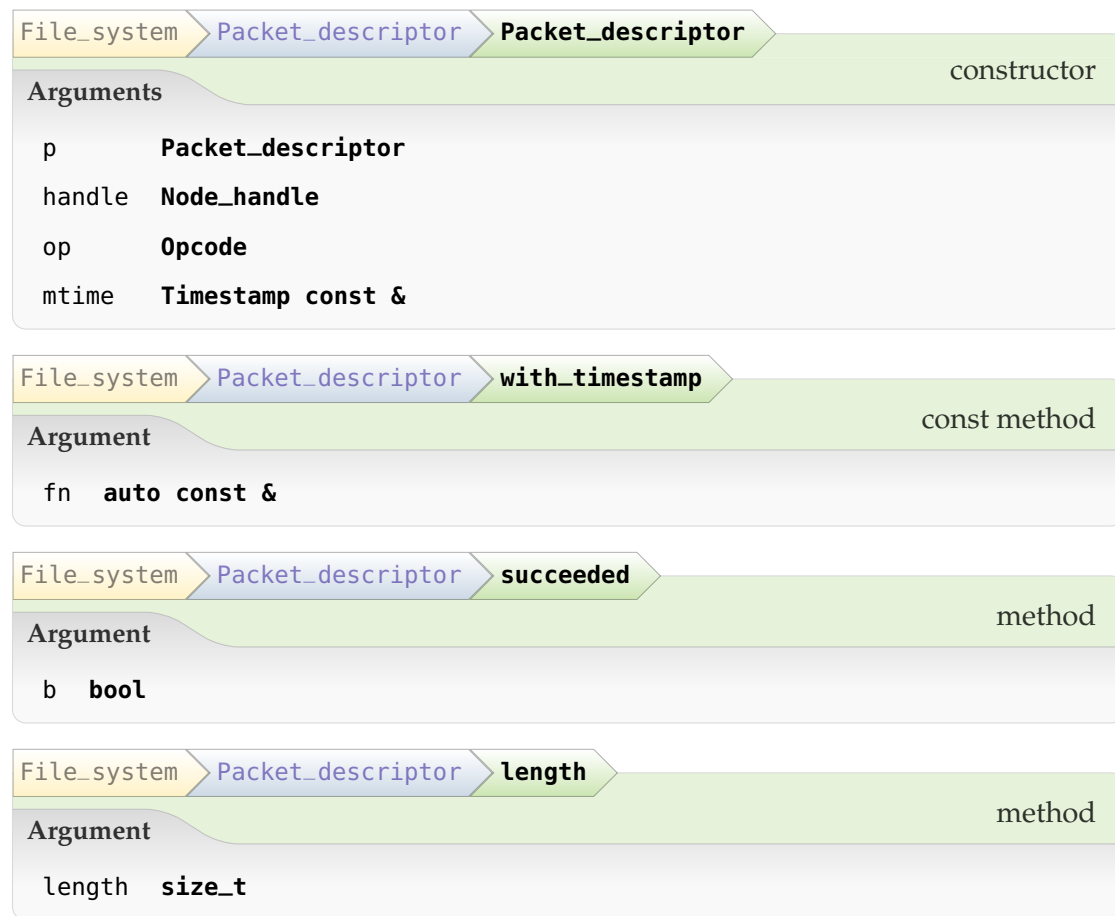 File_system Packet_descriptor Packet_descriptor
constructor
Arguments
p Packet_descriptor
handle Node_handle
op Opcode
mtime Timestamp const &
File_system Packet_descriptor with_timestamp
const method
Argument
fn auto const &
File_system Packet_descriptor succeeded
method
Argument
b bool
File_system Packet_descriptor length
method
Argument
length size_t